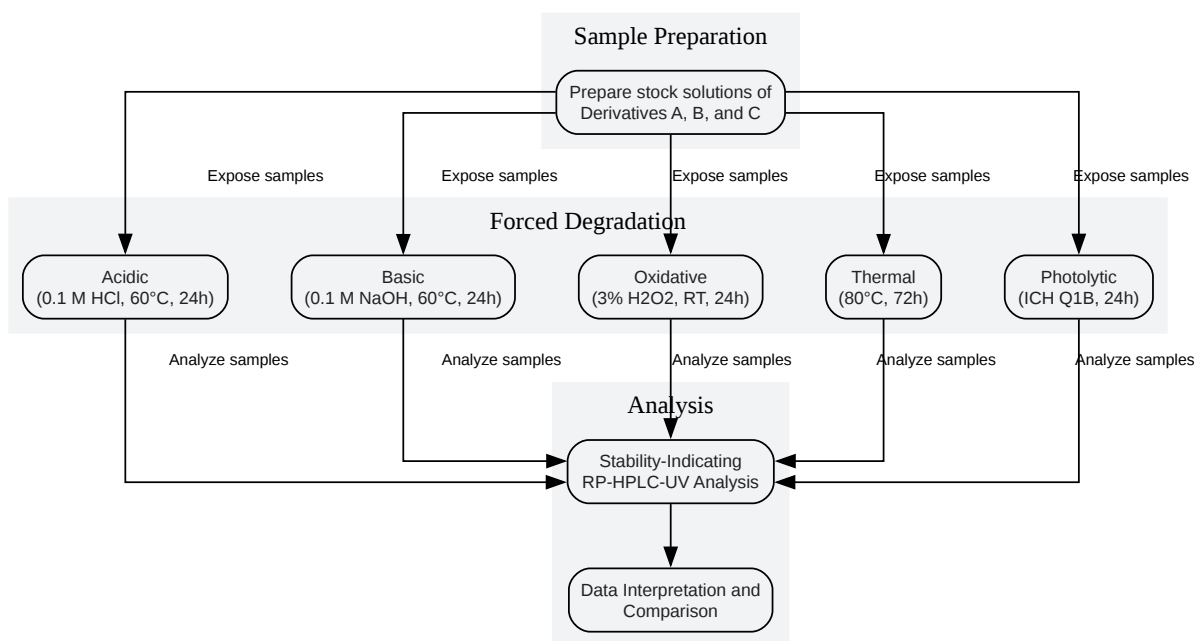 Sample Preparation
Prepare stock solutions of
Derivatives A, B, and C
Expose samples
Expose samples
Expose samples
Expose samples
Expose samples
Forced Degradation
Acidic
(0.1 M HCl, 60°C, 24h)
Basic
(0.1 M NaOH, 60°C, 24h)
Oxidative
(3% H2O2, RT, 24h)
Thermal
(80°C, 72h)
Photolytic
(ICH Q1B, 24h)
Analyze samples
Analyze samples
Analyze samples
Analyze samples
Analyze samples
Analysis
Stability-Indicating
RP-HPLC-UV Analysis
Data Interpretation and
Comparison